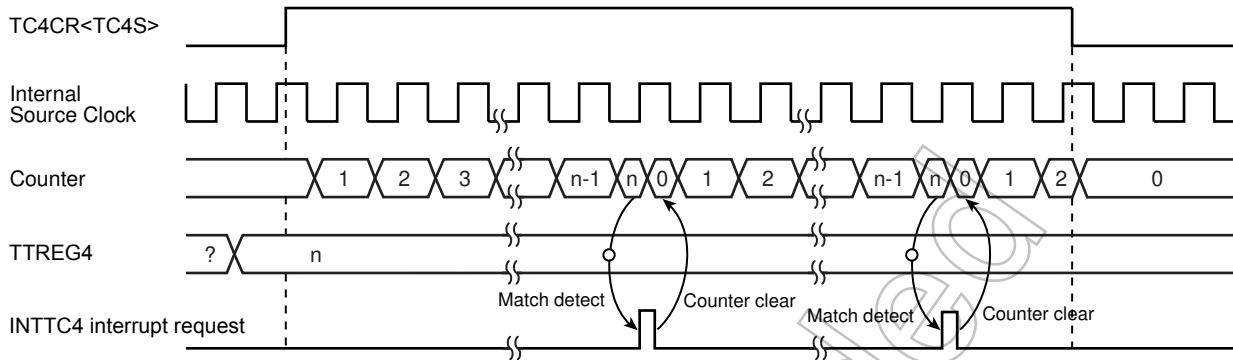 TC4CR<TC4S>
Internal
Source Clock
Counter 1 2 3 n-1 n 0 1 2 n-1 n 0 1 2 0
TTREG4 ? n
Match detect Counter clear Match detect Counter clear
INTTC4 interrupt request